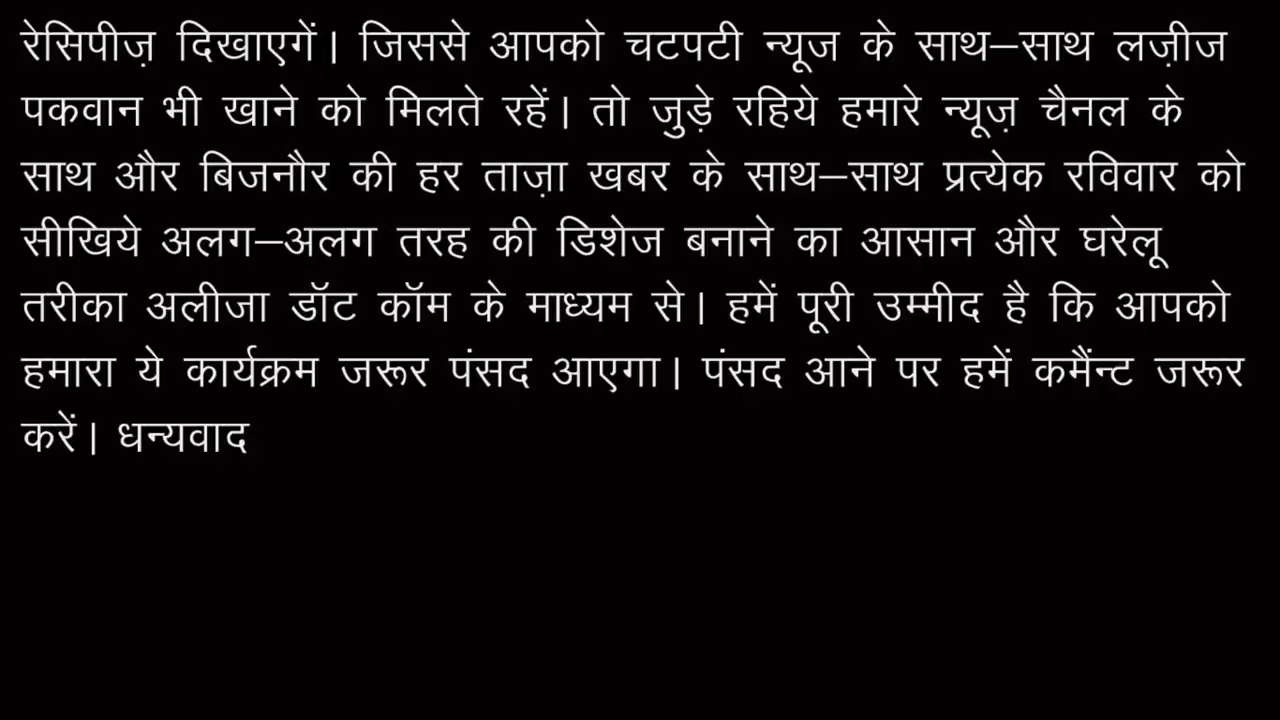 रेसिपीज़ दिखाएगें। जिससे आपको चटपटी न्यूज के साथ–साथ लज़ीज
पकवान भी खाने को मिलते रहें। तो जुड़े रहिये हमारे न्यूज़ चैनल के
साथ और बिजनौर की हर ताज़ा खबर के साथ–साथ प्रत्येक रविवार को
सीखिये अलग–अलग तरह की डिशेज बनाने का आसान और घरेलू
तरीका अलीजा डॉट कॉम के माध्यम से। हमें पूरी उम्मीद है कि आपको
हमारा ये कार्यक्रम जरूर पंसद आएगा। पंसद आने पर हमें कमैंन्ट जरूर
करें। धन्यवाद